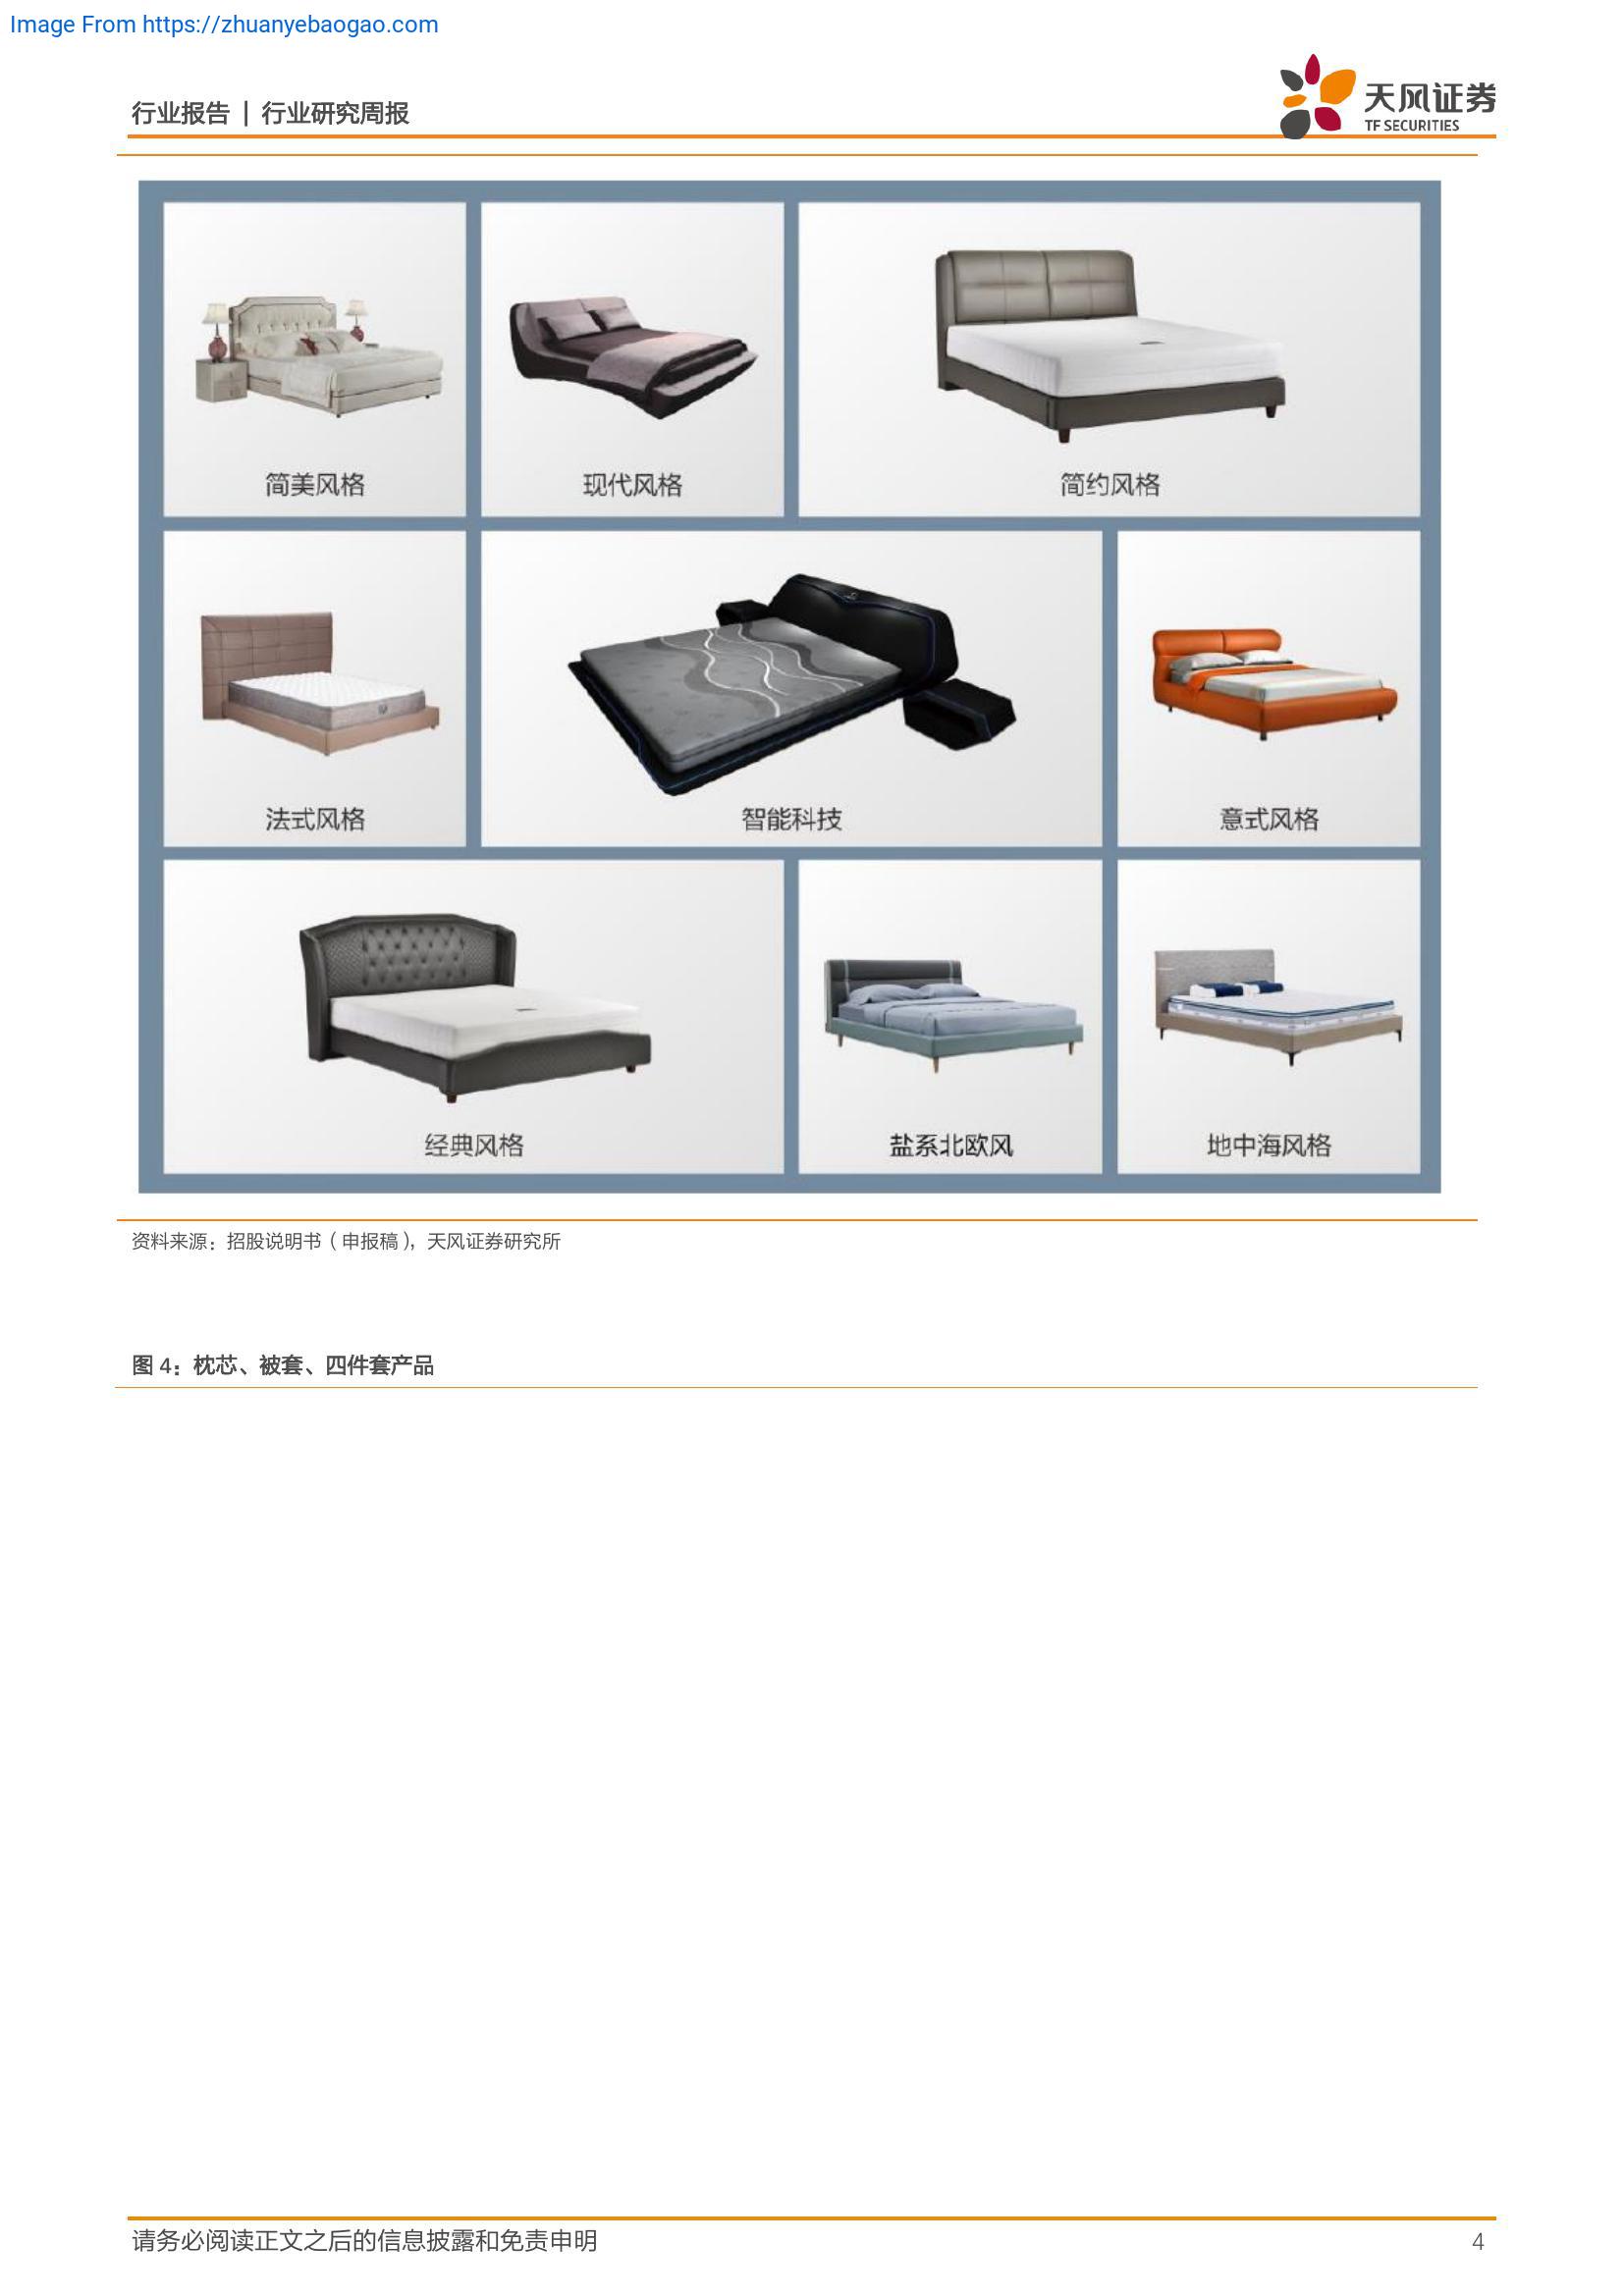 Image From https://zhuanyebaogao.com
行业报告 | 行业研究周报
天风证券
TF SECURITIES
简美风格
现代风格
简约风格
法式风格
智能科技
意式风格
经典风格
盐系北欧风
地中海风格
资料来源：招股说明书（申报稿），天风证券研究所
图 4：枕芯、被套、四件套产品
请务必阅读正文之后的信息披露和免责申明
4